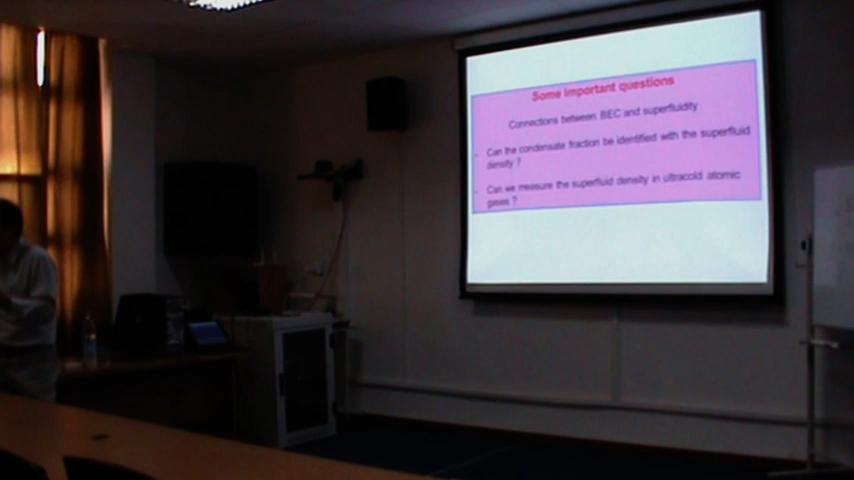 Some important questions
Connections between BEC and superfluidity
- Can the condensate fraction be identified with the superfluid
density ?
- Can we measure the superfluid density in ultracold atomic
gases ?